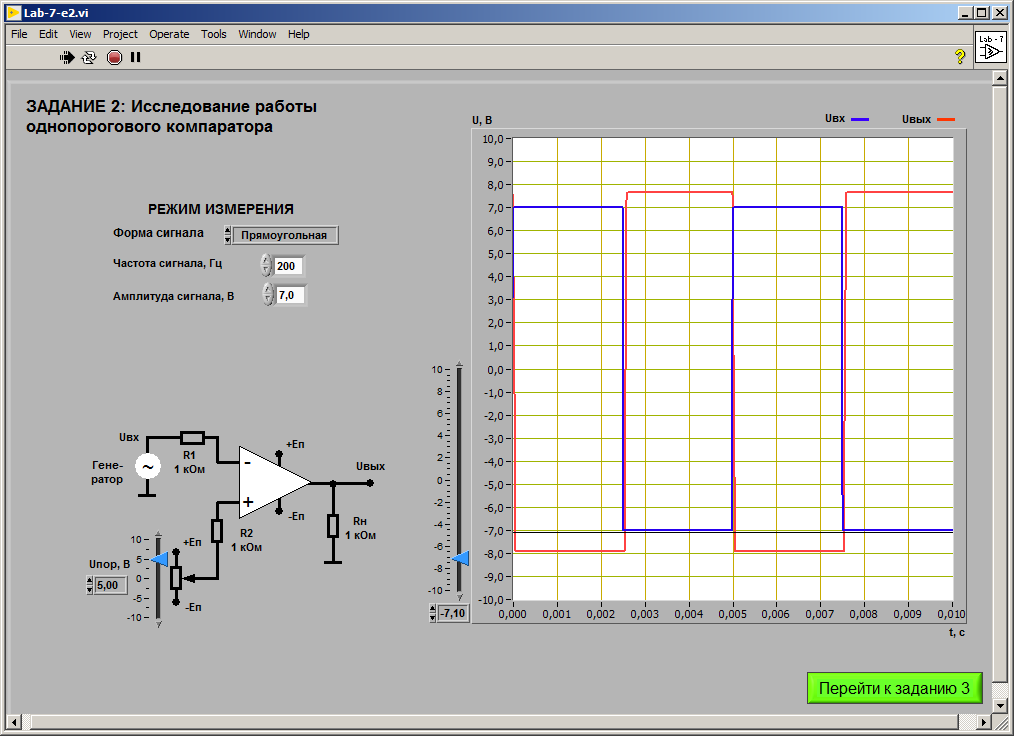 Lab-7-e2.vi
File Edit View Project Operate Tools Window Help
?
Lab - 7
ЗАДАНИЕ 2: Исследование работы
однопорогового компаратора
РЕЖИМ ИЗМЕРЕНИЯ
Форма сигнала Прямоугольная
Частота сигнала, Гц 200
Амплитуда сигнала, В 7,0
Uвх
R1
1 кОм
Гене-
ратор
~
-
+
+Еп
-Еп
Uвых
Rн
1 кОм
R2
1 кОм
Uпор, В
5,00
10
5
0
-5
-10
+Еп
-Еп
10
8
6
4
2
0
-2
-4
-6
-8
-10
-7,10
U, В
Uвх Uвых
10,0
9,0
8,0
7,0
6,0
5,0
4,0
3,0
2,0
1,0
0,0
-1,0
-2,0
-3,0
-4,0
-5,0
-6,0
-7,0
-8,0
-9,0
-10,0
0,000 0,001 0,002 0,003 0,004 0,005 0,006 0,007 0,008 0,009 0,010
t, с
Перейти к заданию 3